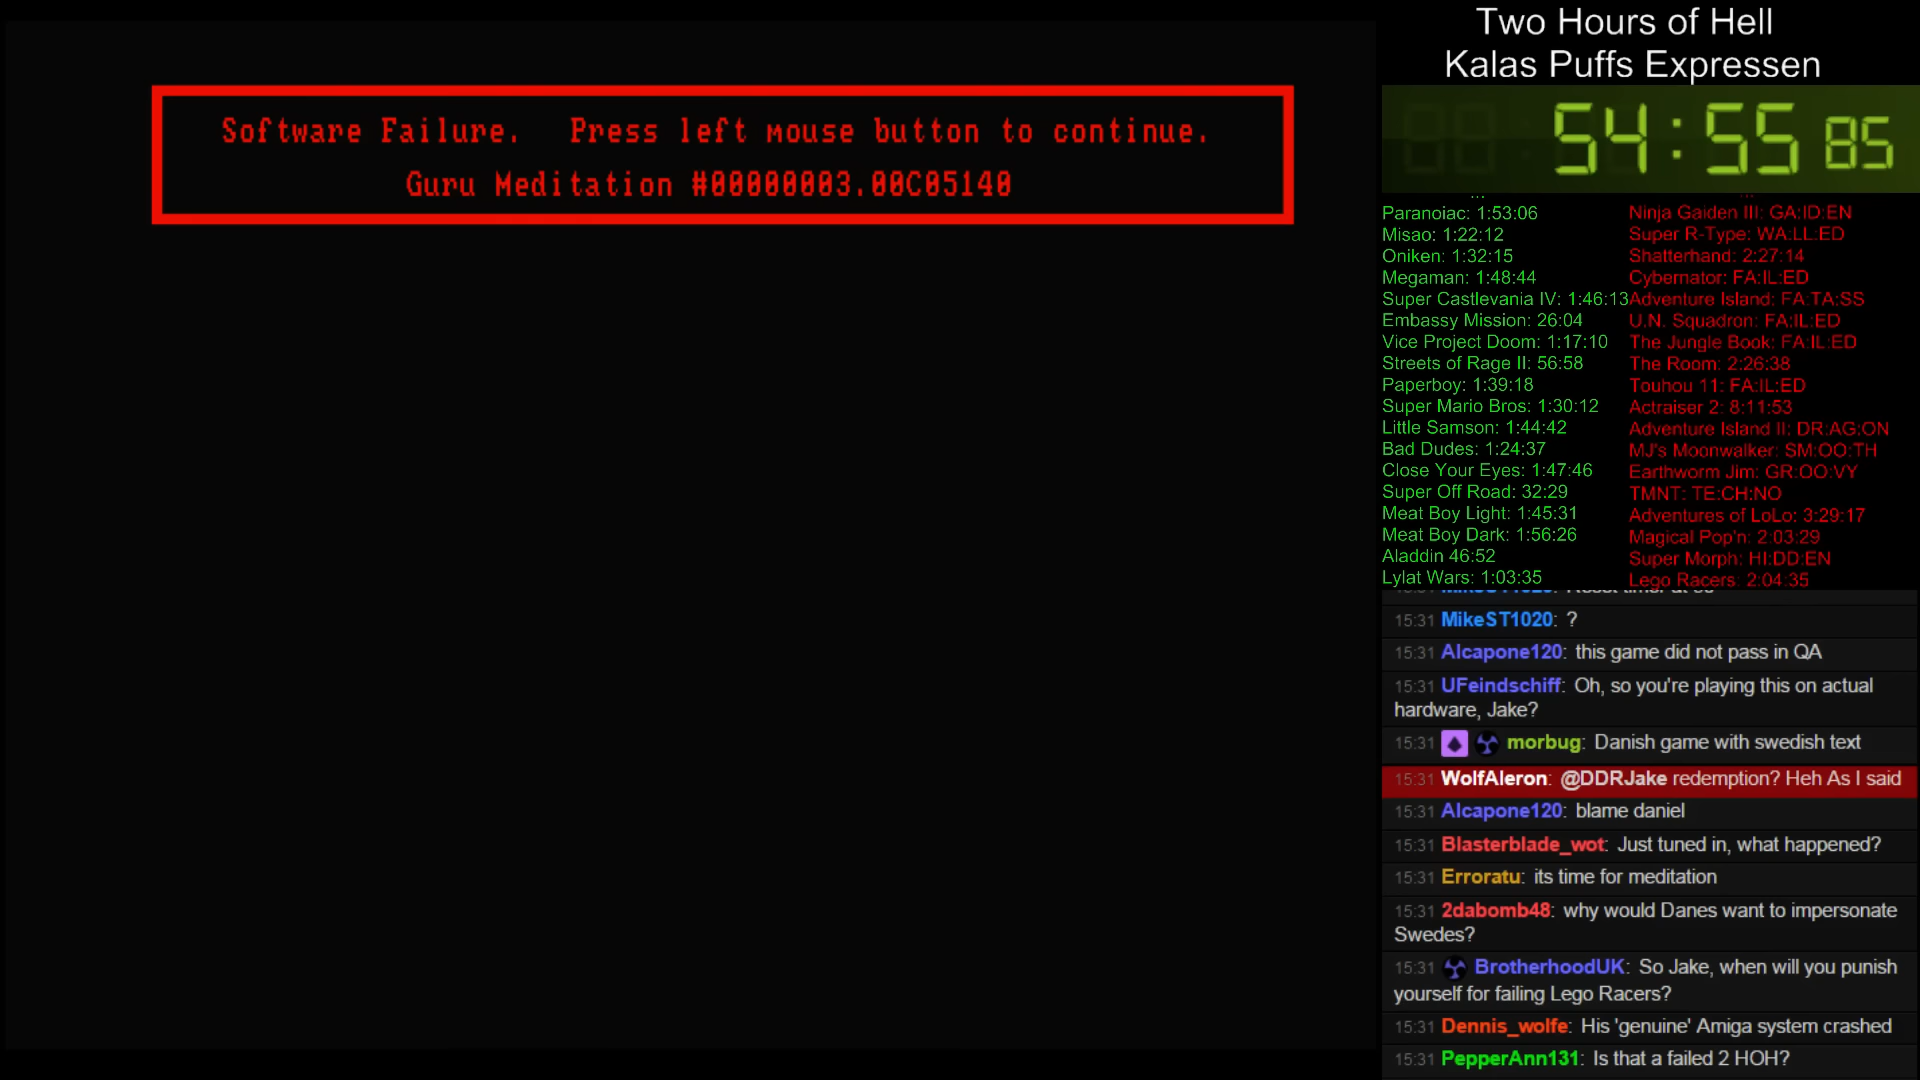 Software Failure. Press left mouse button to continue.
Guru Meditation #00000003.00C05140
Two Hours of Hell
Kalas Puffs Expressen
54:55 85
...
...
Paranoiac: 1:53:06
Misao: 1:22:12
Oniken: 1:32:15
Megaman: 1:48:44
Super Castlevania IV: 1:46:13
Embassy Mission: 26:04
Vice Project Doom: 1:17:10
Streets of Rage II: 56:58
Paperboy: 1:39:18
Super Mario Bros: 1:30:12
Little Samson: 1:44:42
Bad Dudes: 1:24:37
Close Your Eyes: 1:47:46
Super Off Road: 32:29
Meat Boy Light: 1:45:31
Meat Boy Dark: 1:56:26
Aladdin 46:52
Lylat Wars: 1:03:35
Ninja Gaiden III: GA:ID:EN
Super R-Type: WA:LL:ED
Shatterhand: 2:27:14
Cybernator: FA:IL:ED
Adventure Island: FA:TA:SS
U.N. Squadron: FA:IL:ED
The Jungle Book: FA:IL:ED
The Room: 2:26:38
Touhou 11: FA:IL:ED
Actraiser 2: 8:11:53
Adventure Island II: DR:AG:ON
MJ's Moonwalker: SM:OO:TH
Earthworm Jim: GR:OO:VY
TMNT: TE:CH:NO
Adventures of LoLo: 3:29:17
Magical Pop'n: 2:03:29
Super Morph: HI:DD:EN
Lego Racers: 2:04:35
15:31 MikeST1020: ?
15:31 Alcapone120: this game did not pass in QA
15:31 UFeindschiff: Oh, so you're playing this on actual
hardware, Jake?
15:31 morbug: Danish game with swedish text
15:31 WolfAleron: @DDRJake redemption? Heh As I said
15:31 Alcapone120: blame daniel
15:31 Blasterblade_wot: Just tuned in, what happened?
15:31 Erroratu: its time for meditation
15:31 2dabomb48: why would Danes want to impersonate
Swedes?
15:31 BrotherhoodUK: So Jake, when will you punish
yourself for failing Lego Racers?
15:31 Dennis_wolfe: His 'genuine' Amiga system crashed
15:31 PepperAnn131: Is that a failed 2 HOH?